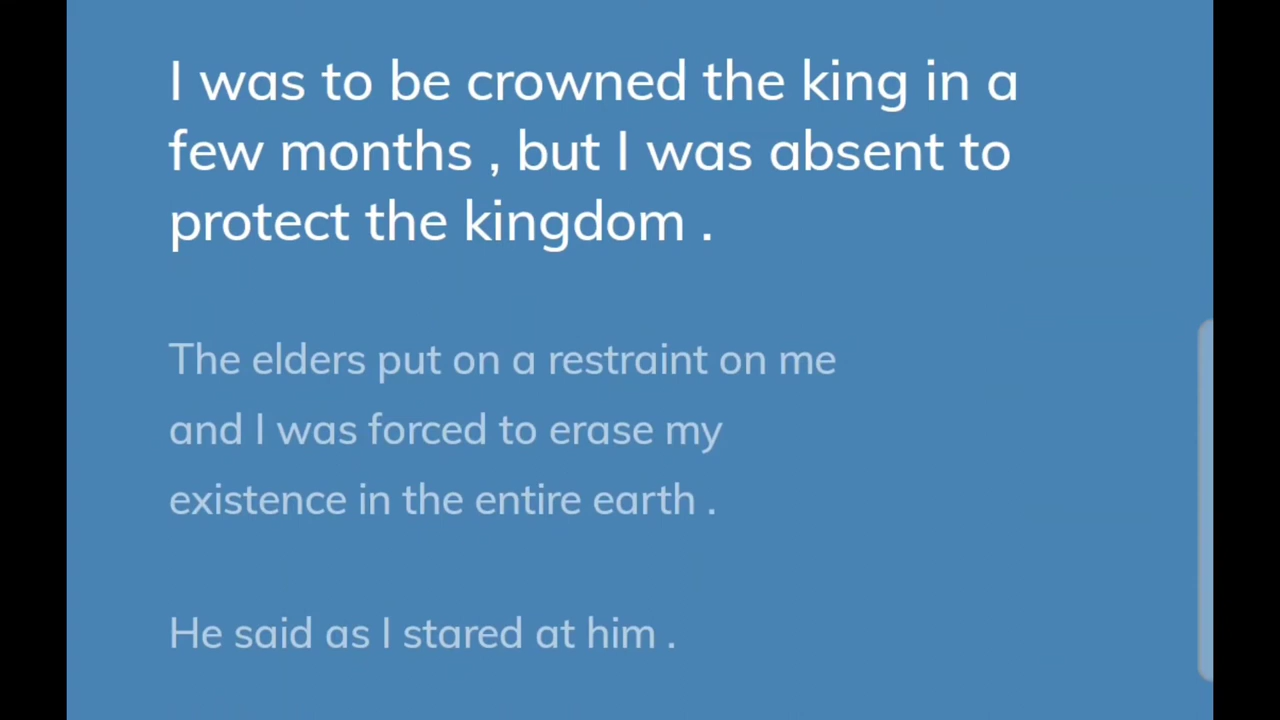 I was to be crowned the king in a
few months , but I was absent to
protect the kingdom .
The elders put on a restraint on me
and I was forced to erase my
existence in the entire earth .
He said as I stared at him .